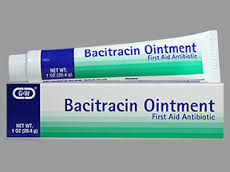 NET WT.
1 OZ (28.4 g)
Bacitracin Ointment
First Aid Antibiotic
G&W
Bacitracin Ointment
First Aid Antibiotic
NET WT.
1 OZ (28.4 g)